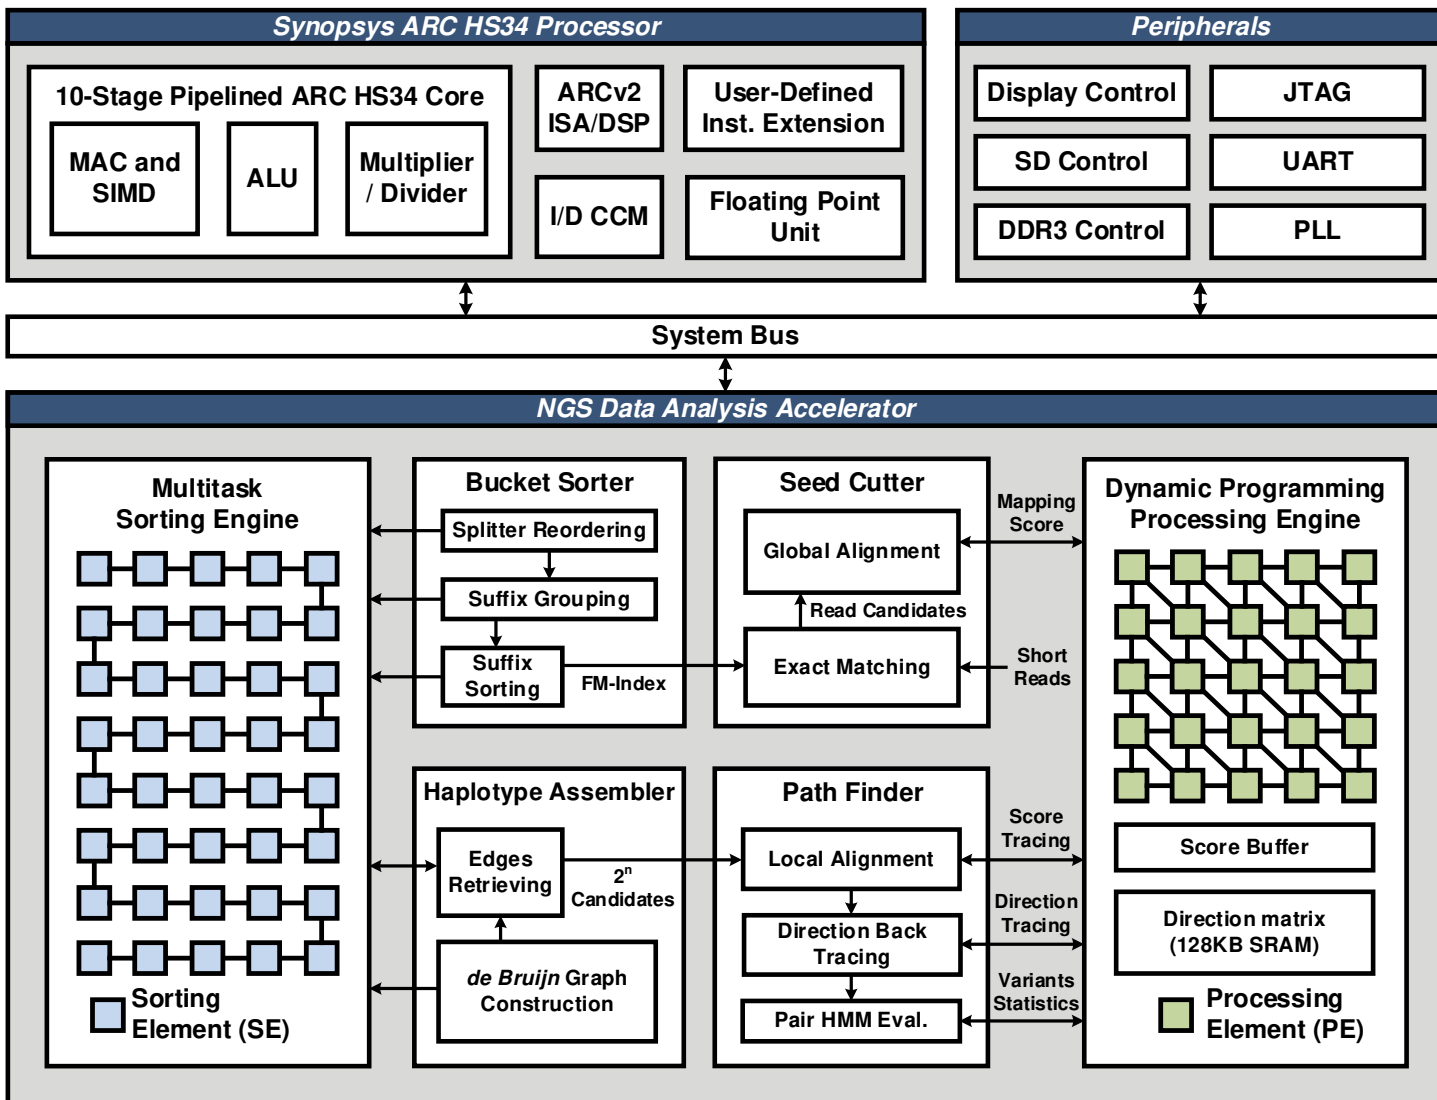 Synopsys ARC HS34 Processor
10-Stage Pipelined ARC HS34 Core
MAC and
SIMD
ALU
Multiplier
/ Divider
ARCv2
ISA/DSP
User-Defined
Inst. Extension
I/D CCM
Floating Point
Unit
Peripherals
Display Control
JTAG
SD Control
UART
DDR3 Control
PLL
System Bus
NGS Data Analysis Accelerator
Multitask
Sorting Engine
Sorting
Element (SE)
Bucket Sorter
Splitter Reordering
Suffix Grouping
Suffix
Sorting
FM-Index
Seed Cutter
Global Alignment
Read Candidates
Exact Matching
Mapping
Score
Short
Reads
Haplotype Assembler
Edges
Retrieving
2ⁿ
Candidates
de Bruijn Graph
Construction
Path Finder
Local Alignment
Direction Back
Tracing
Pair HMM Eval.
Score
Tracing
Direction
Tracing
Variants
Statistics
Dynamic Programming
Processing Engine
Score Buffer
Direction matrix
(128KB SRAM)
Processing
Element (PE)